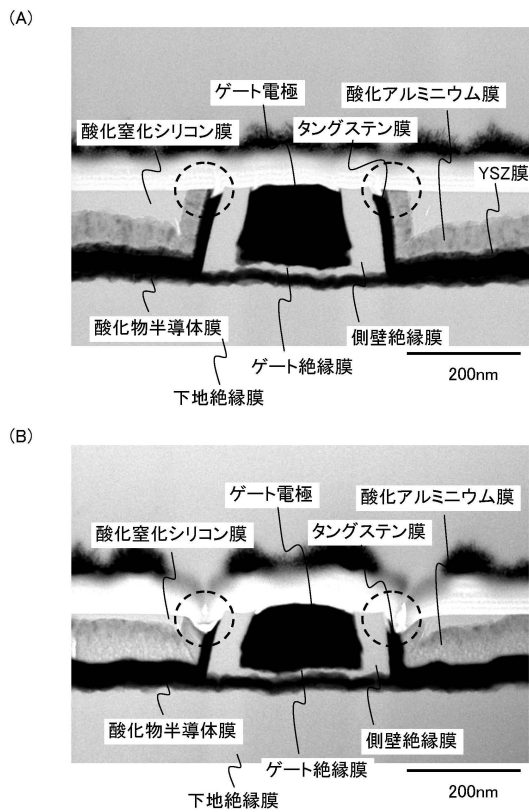 (A)
ゲート電極
酸化アルミニウム膜
酸化窒化シリコン膜
タングステン膜
YSZ膜
酸化物半導体膜
側壁絶縁膜
ゲート絶縁膜
下地絶縁膜
200nm
(B)
ゲート電極
酸化アルミニウム膜
酸化窒化シリコン膜
タングステン膜
酸化物半導体膜
側壁絶縁膜
ゲート絶縁膜
下地絶縁膜
200nm